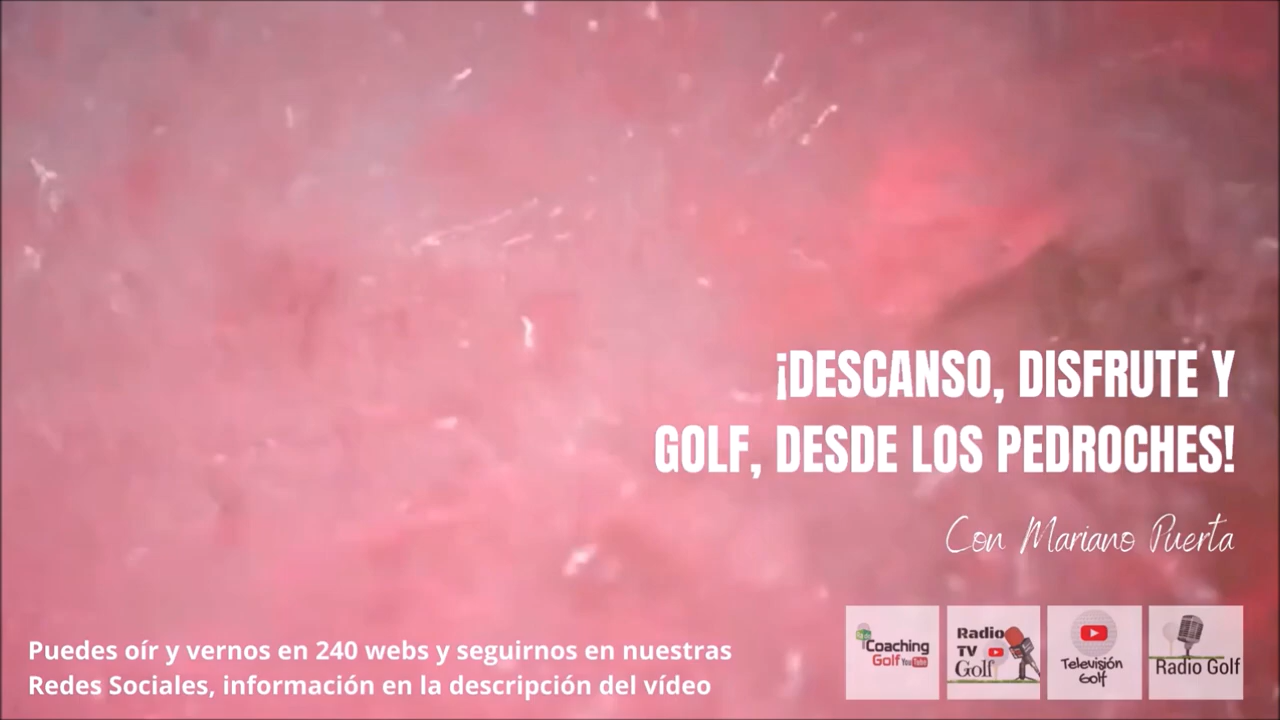 ¡DESCANSO, DISFRUTE Y
GOLF, DESDE LOS PEDROCHES!
Con Mariano Puerta
Puedes oír y vernos en 240 webs y seguirnos en nuestras
Redes Sociales, información en la descripción del vídeo
Coaching
Golf YouTube
Radio
TV
Golf
Televisión
Golf
Radio Golf